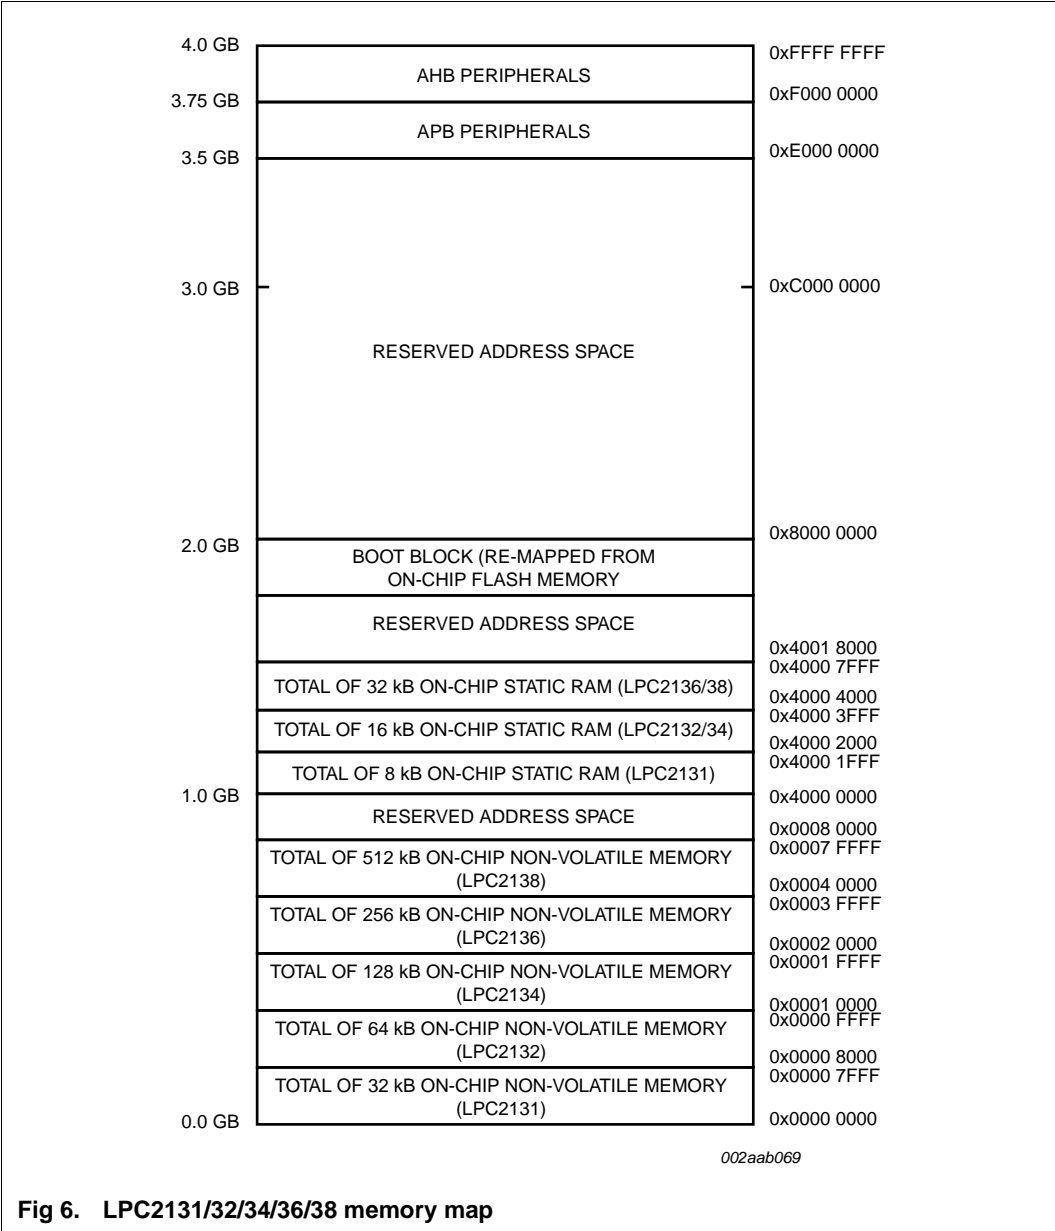 4.0 GB
0xFFFF FFFF
AHB PERIPHERALS
3.75 GB
0xF000 0000
APB PERIPHERALS
3.5 GB
0xE000 0000
3.0 GB
0xC000 0000
RESERVED ADDRESS SPACE
2.0 GB
0x8000 0000
BOOT BLOCK (RE-MAPPED FROM
ON-CHIP FLASH MEMORY
RESERVED ADDRESS SPACE
0x4001 8000
0x4000 7FFF
TOTAL OF 32 kB ON-CHIP STATIC RAM (LPC2136/38)
0x4000 4000
0x4000 3FFF
TOTAL OF 16 kB ON-CHIP STATIC RAM (LPC2132/34)
0x4000 2000
0x4000 1FFF
TOTAL OF 8 kB ON-CHIP STATIC RAM (LPC2131)
1.0 GB
0x4000 0000
RESERVED ADDRESS SPACE
0x0008 0000
0x0007 FFFF
TOTAL OF 512 kB ON-CHIP NON-VOLATILE MEMORY
(LPC2138)
0x0004 0000
0x0003 FFFF
TOTAL OF 256 kB ON-CHIP NON-VOLATILE MEMORY
(LPC2136)
0x0002 0000
0x0001 FFFF
TOTAL OF 128 kB ON-CHIP NON-VOLATILE MEMORY
(LPC2134)
0x0001 0000
0x0000 FFFF
TOTAL OF 64 kB ON-CHIP NON-VOLATILE MEMORY
(LPC2132)
0x0000 8000
0x0000 7FFF
TOTAL OF 32 kB ON-CHIP NON-VOLATILE MEMORY
(LPC2131)
0.0 GB
0x0000 0000
002aab069
Fig 6. LPC2131/32/34/36/38 memory map